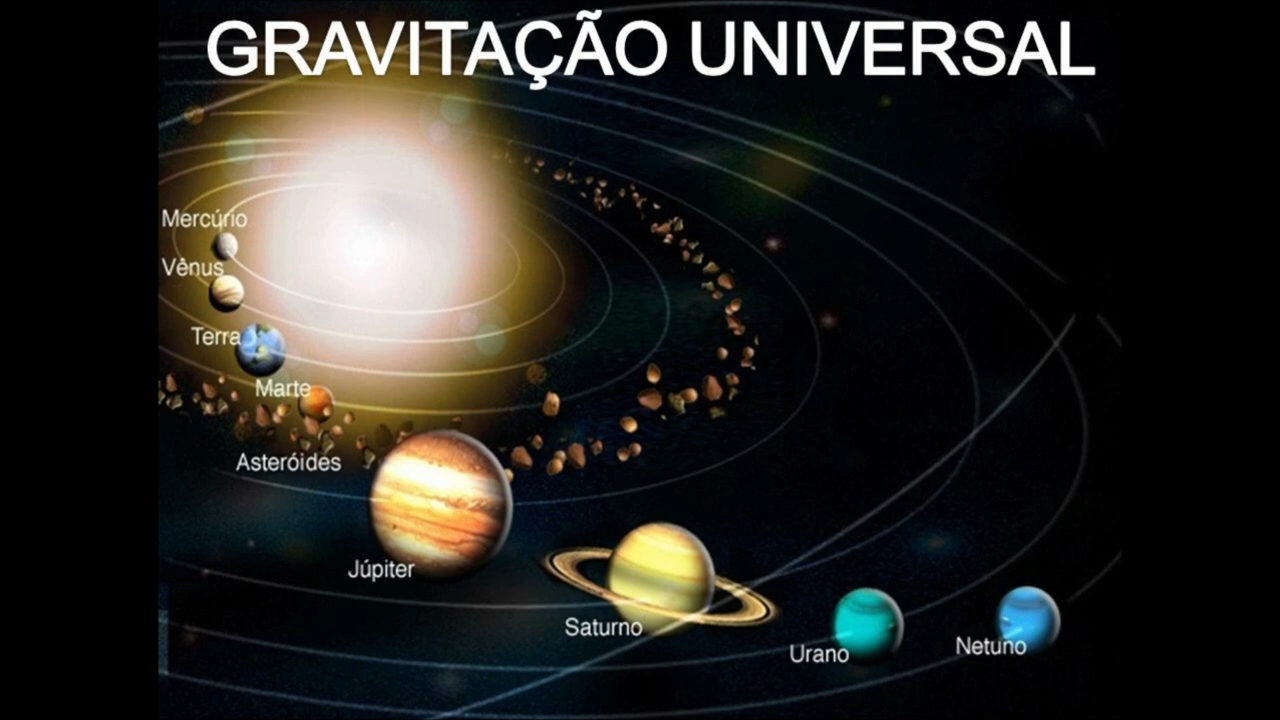 GRAVITAÇÃO UNIVERSAL
Mercúrio
Vênus
Terra
Marte
Asteróides
Júpiter
Saturno
Urano
Netuno